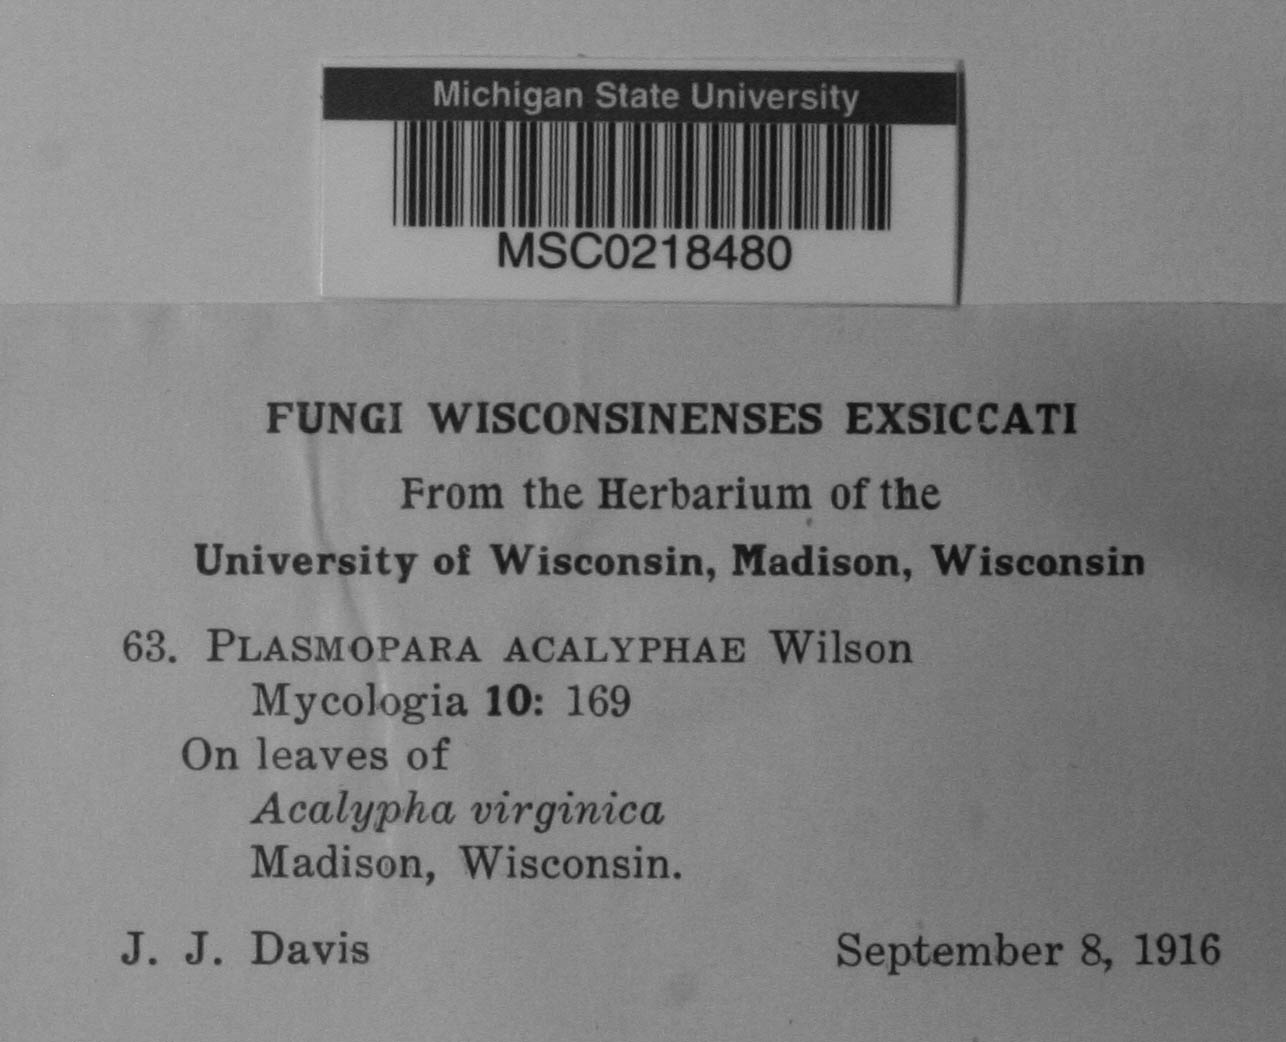 Michigan State University
MSC0218480
FUNGI WISCONSINENSES EXSICCATI
From the Herbarium of the
University of Wisconsin, Madison, Wisconsin
63. PLASMOPARA ACALYPHAE Wilson
Mycologia 10: 169
On leaves of
Acalypha virginica
Madison, Wisconsin.
J. J. Davis September 8, 1916